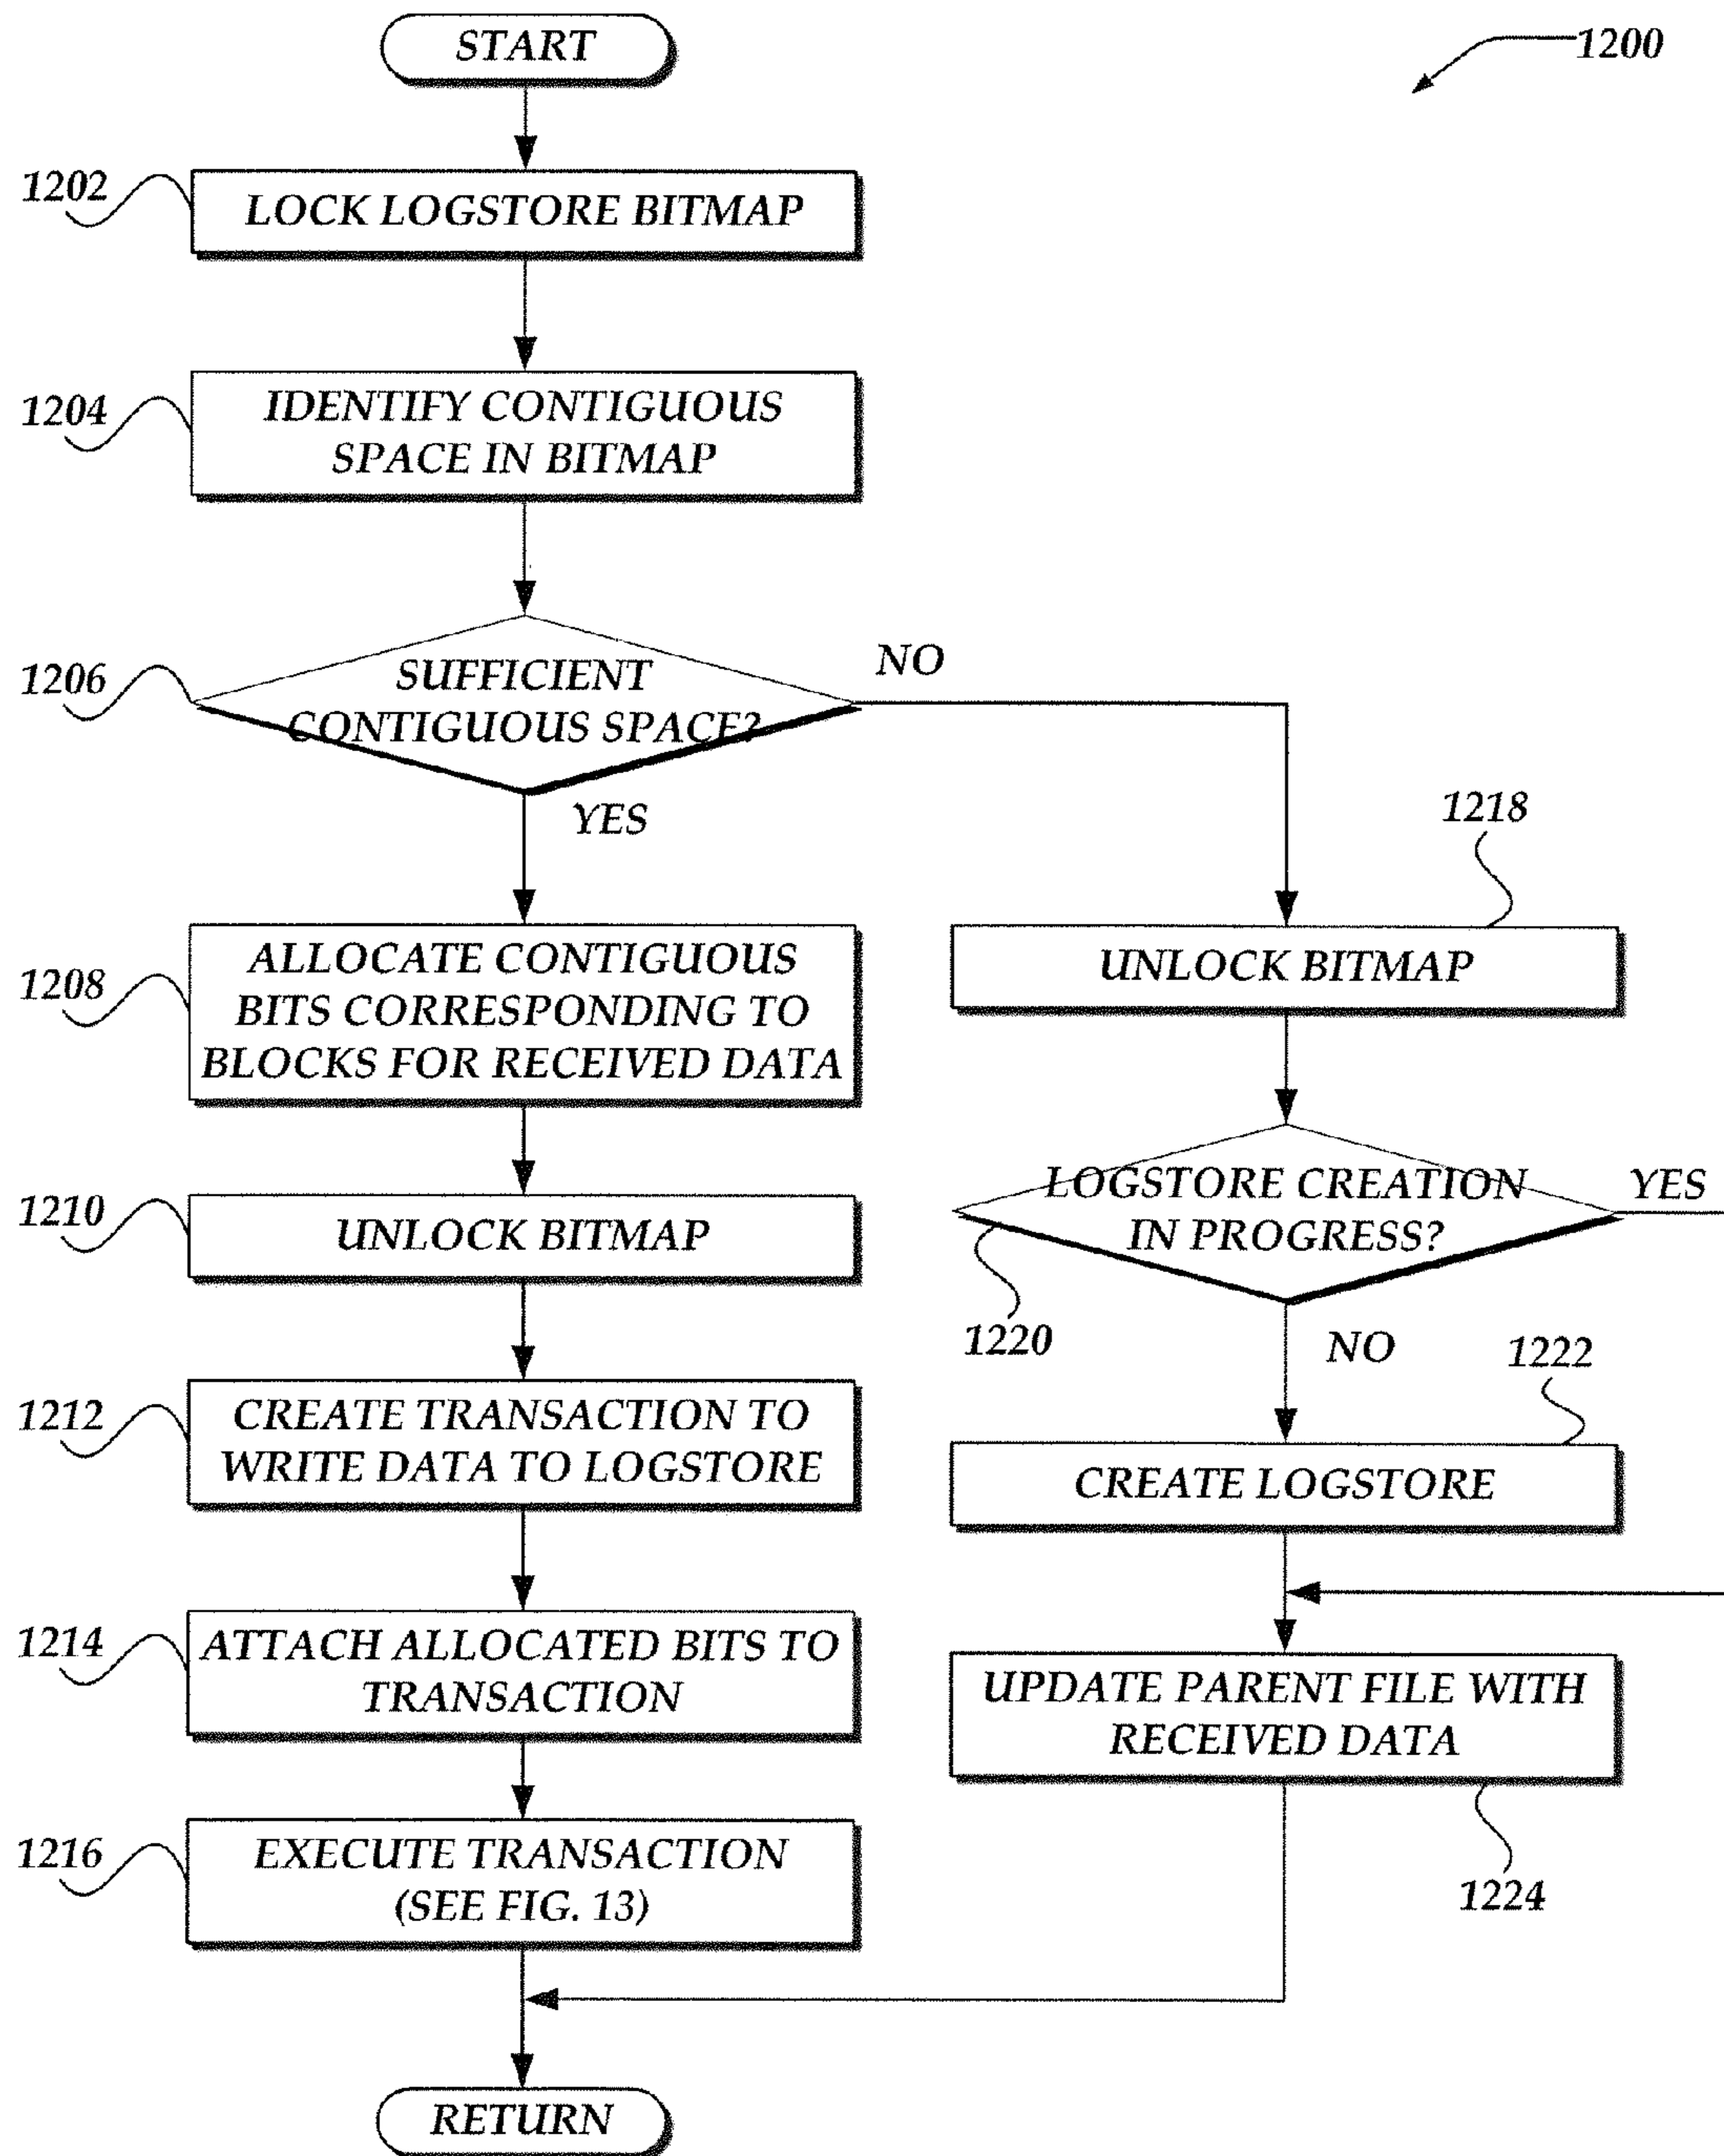 START
1200
1202
LOCK LOGSTORE BITMAP
1204
IDENTIFY CONTIGUOUS
SPACE IN BITMAP
1206
SUFFICIENT
CONTIGUOUS SPACE?
NO
YES
1208
ALLOCATE CONTIGUOUS
BITS CORRESPONDING TO
BLOCKS FOR RECEIVED DATA
1210
UNLOCK BITMAP
1212
CREATE TRANSACTION TO
WRITE DATA TO LOGSTORE
1214
ATTACH ALLOCATED BITS TO
TRANSACTION
1216
EXECUTE TRANSACTION
(SEE FIG. 13)
1218
UNLOCK BITMAP
LOGSTORE CREATION
IN PROGRESS?
YES
1220
NO
1222
CREATE LOGSTORE
UPDATE PARENT FILE WITH
RECEIVED DATA
1224
RETURN